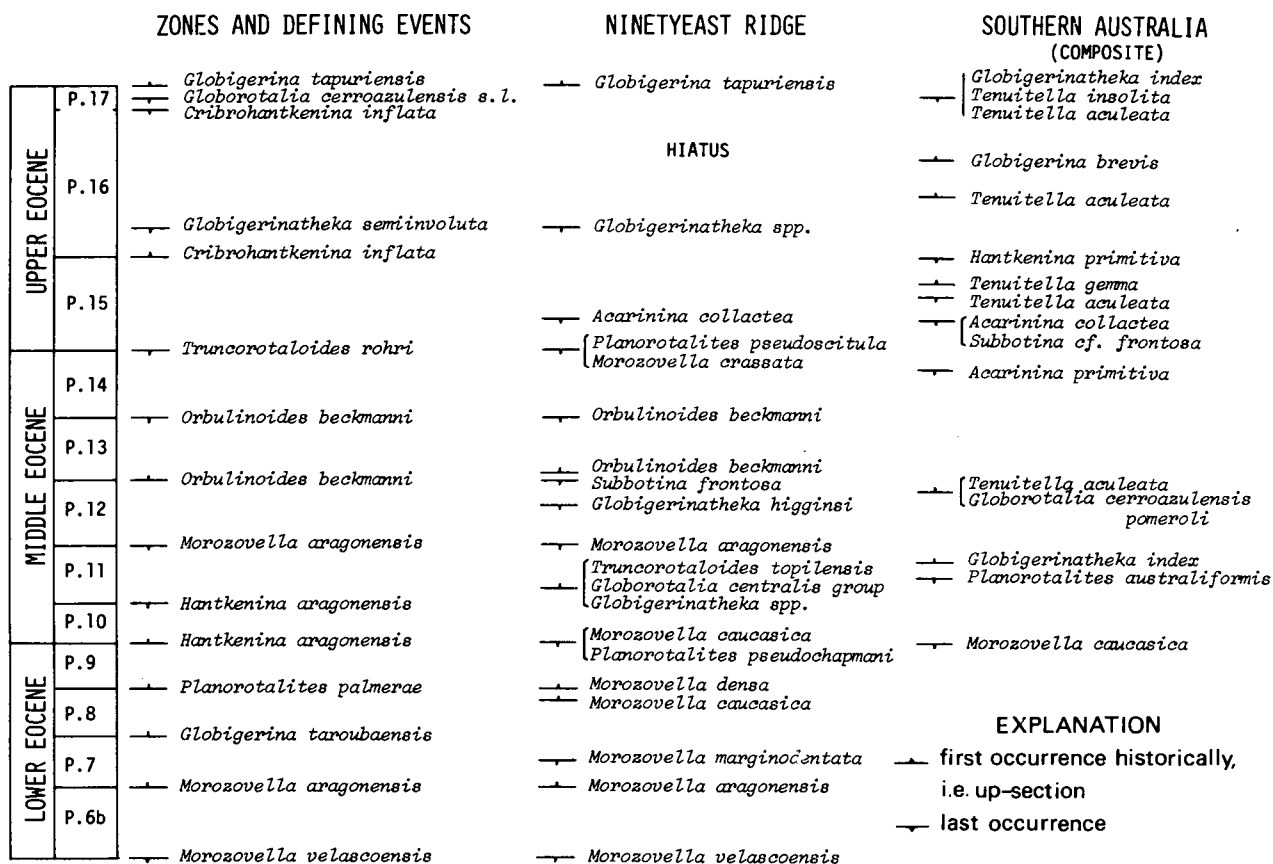 ZONES AND DEFINING EVENTS
NINETYEAST RIDGE
SOUTHERN AUSTRALIA
(COMPOSITE)
UPPER EOCENE
MIDDLE EOCENE
LOWER EOCENE
P.17
P.16
P.15
P.14
P.13
P.12
P.11
P.10
P.9
P.8
P.7
P.6b
Globigerina tapuriensis
Globorotalia cerroazulensis s.l.
Cribrohantkenina inflata
Globigerinatheka semiinvoluta
Cribrohantkenina inflata
Truncorotaloides rohri
Orbulinoides beckmanni
Orbulinoides beckmanni
Morozovella aragonensis
Hantkenina aragonensis
Hantkenina aragonensis
Planorotalites palmerae
Globigerina taroubaensis
Morozovella aragonensis
Morozovella velascoensis
Globigerina tapuriensis
HIATUS
Globigerinatheka spp.
Acarinina collactea
Planorotalites pseudoscitula
Morozovella crassata
Orbulinoides beckmanni
Orbulinoides beckmanni
Subbotina frontosa
Globigerinatheka higginsi
Morozovella aragonensis
Truncorotaloides topilensis
Globorotalia centralis group
Globigerinatheka spp.
Morozovella caucasica
Planorotalites pseudochapmani
Morozovella densa
Morozovella caucasica
Morozovella marginodentata
Morozovella aragonensis
Morozovella velascoensis
Globigerinatheka index
Tenuitella insolita
Tenuitella aculeata
Globigerina brevis
Tenuitella aculeata
Hantkenina primitiva
Tenuitella gemma
Tenuitella aculeata
Acarinina collactea
Subbotina cf. frontosa
Acarinina primitiva
Tenuitella aculeata
Globorotalia cerroazulensis
pomeroli
Globigerinatheka index
Planorotalites australiformis
Morozovella caucasica
EXPLANATION
first occurrence historically,
i.e. up-section
last occurrence